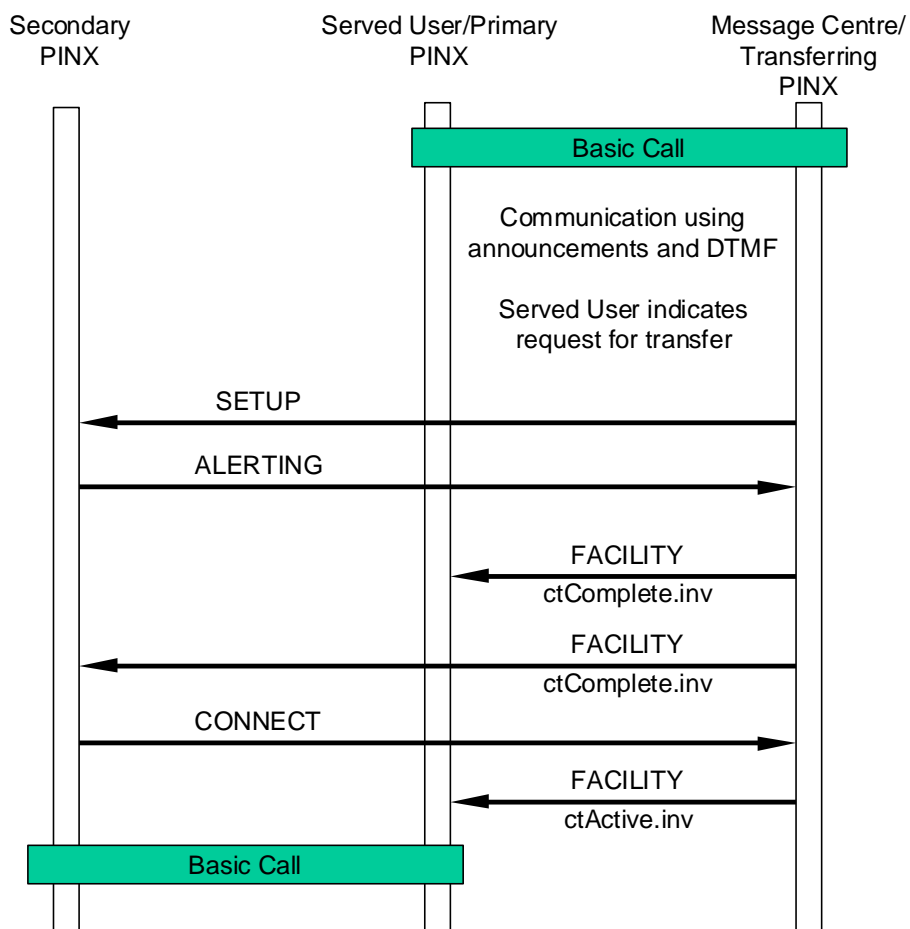 Secondary
PINX
Served User/Primary
PINX
Message Centre/
Transferring
PINX
Basic Call
Communication using
announcements and DTMF
Served User indicates
request for transfer
SETUP
ALERTING
FACILITY
ctComplete.inv
FACILITY
ctComplete.inv
CONNECT
FACILITY
ctActive.inv
Basic Call